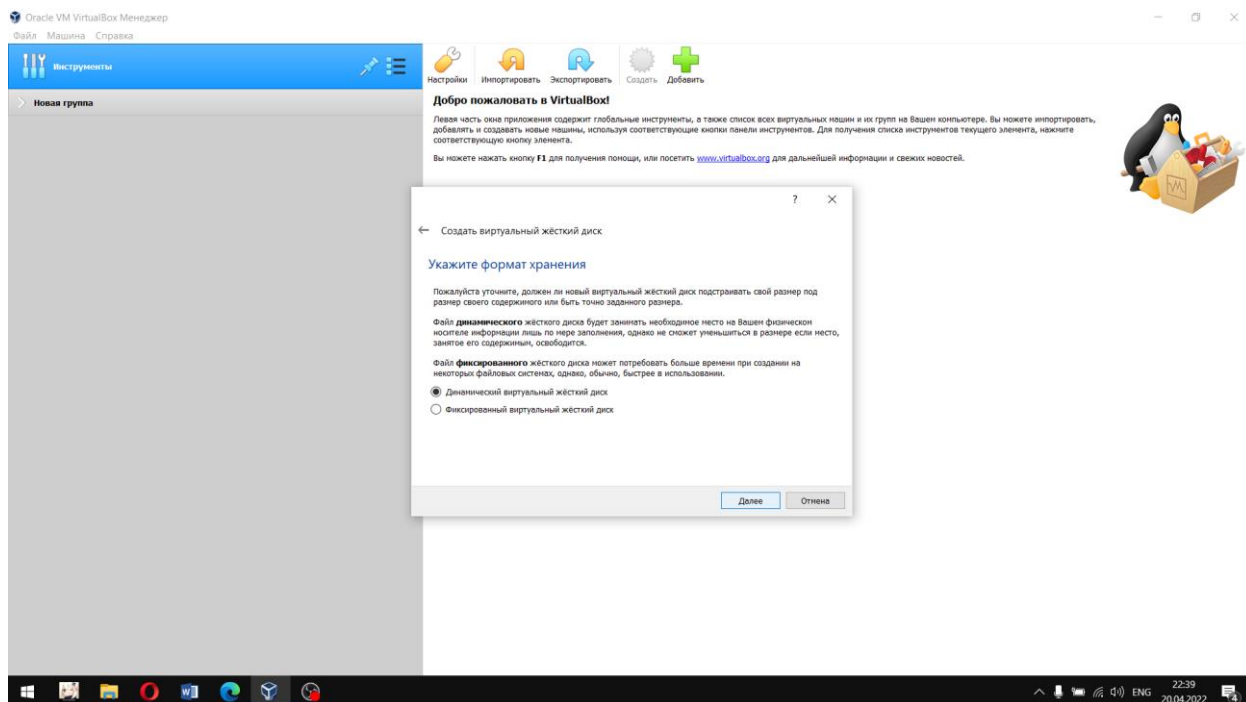 Oracle VM VirtualBox Менеджер
Файл Машина Справка
Инструменты
Новая группа
Настройки Импортировать Экспортировать Создать Добавить
Добро пожаловать в VirtualBox!
Левая часть окна приложения содержит глобальные инструменты, а также список всех виртуальных машин и их групп на Вашем компьютере. Вы можете импортировать,
добавлять и создавать новые машины, используя соответствующие кнопки панели инструментов. Для получения списка инструментов текущего элемента, нажмите
соответствующую кнопку элемента.
Вы можете нажать кнопку F1 для получения помощи, или посетить www.virtualbox.org для дальнейшей информации и свежих новостей.
?
Создать виртуальный жёсткий диск
Укажите формат хранения
Пожалуйста уточните, должен ли новый виртуальный жёсткий диск подстраивать свой размер под
размер своего содержимого или быть точно заданного размера.
Файл динамического жёсткого диска будет занимать необходимое место на Вашем физическом
носителе информации лишь по мере заполнения, однако не сможет уменьшиться в размере если место,
занятое его содержимым, освободится.
Файл фиксированного жёсткого диска может потребовать больше времени при создании на
некоторых файловых системах, однако, обычно, быстрее в использовании.
Динамический виртуальный жёсткий диск
Фиксированный виртуальный жёсткий диск
Далее Отмена
ENG
22:39
20.04.2022
4